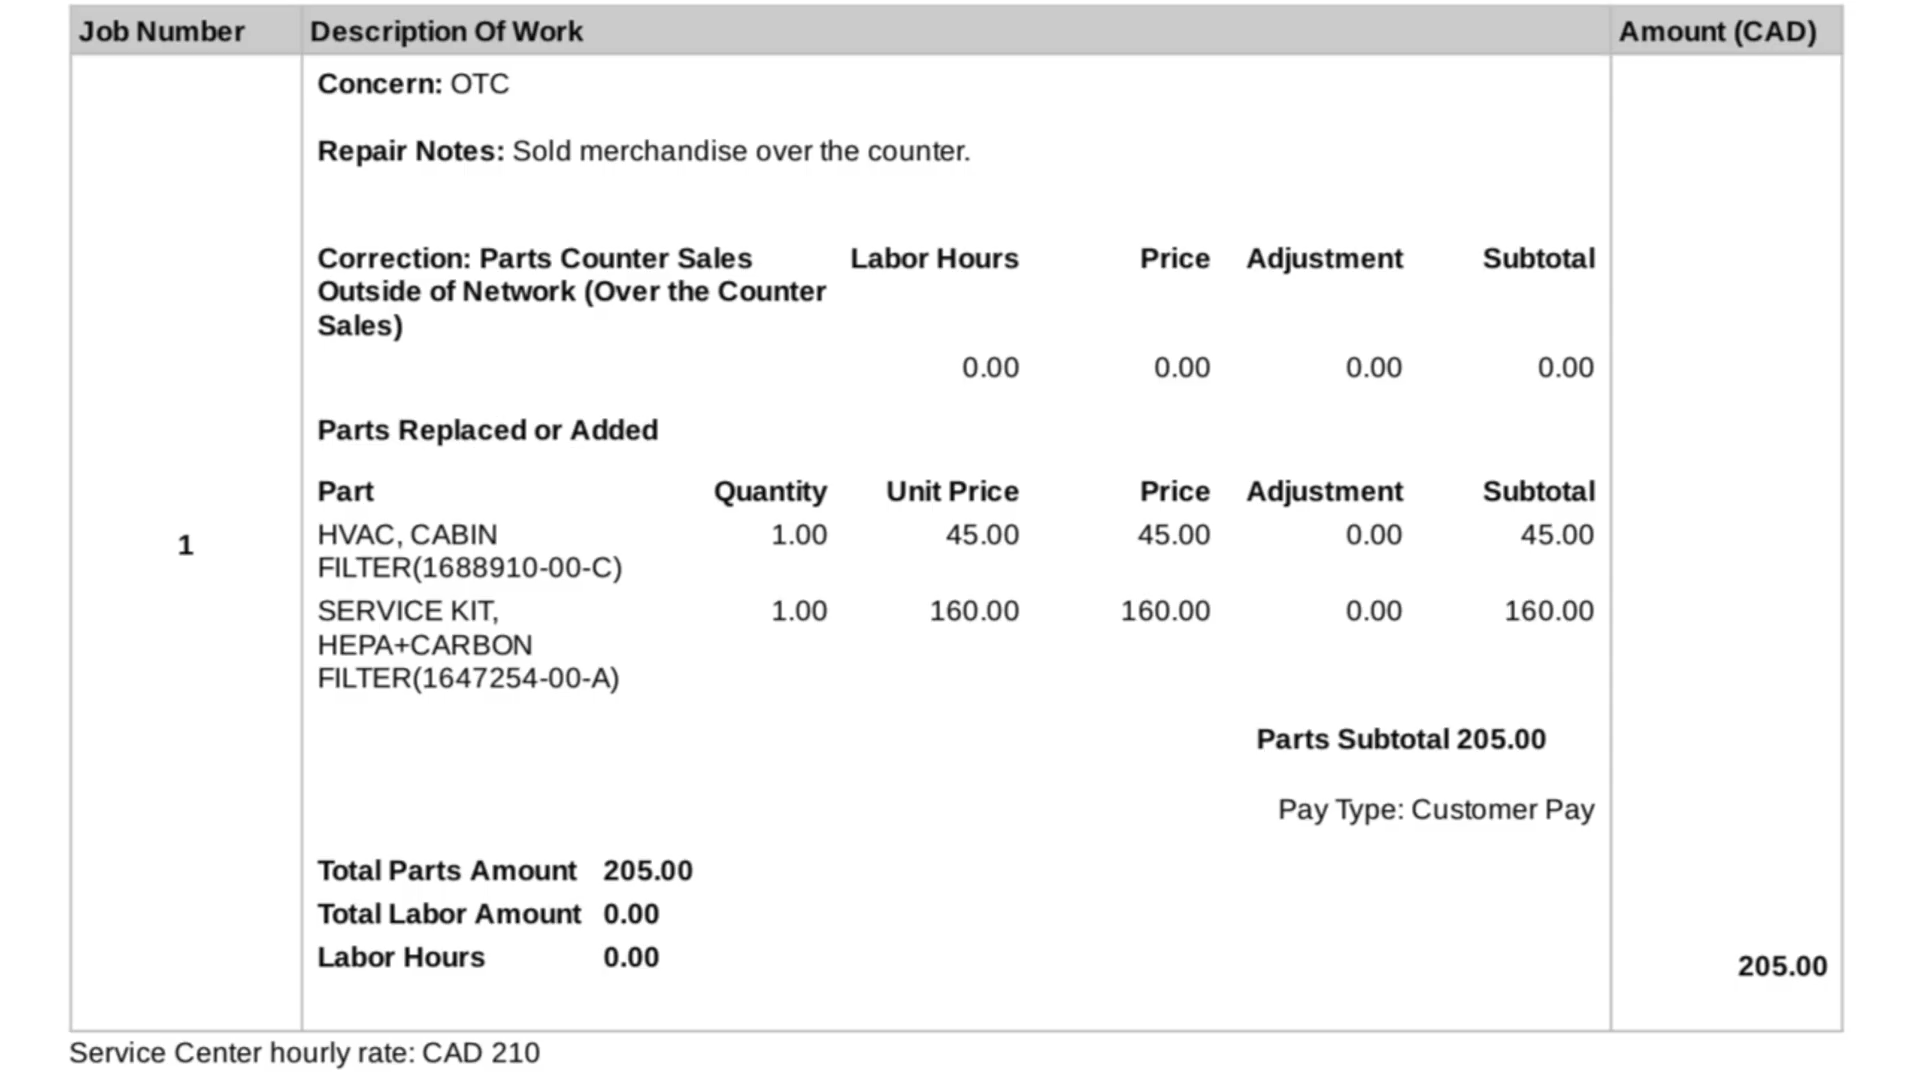 Job Number Description Of Work Amount (CAD)
Concern: OTC
Repair Notes: Sold merchandise over the counter.
Correction: Parts Counter Sales Labor Hours Price Adjustment Subtotal
Outside of Network (Over the Counter
Sales)
0.00 0.00 0.00 0.00
Parts Replaced or Added
Part Quantity Unit Price Price Adjustment Subtotal
1
HVAC, CABIN 1.00 45.00 45.00 0.00 45.00
FILTER(1688910-00-C)
SERVICE KIT, 1.00 160.00 160.00 0.00 160.00
HEPA+CARBON
FILTER(1647254-00-A)
Parts Subtotal 205.00
Pay Type: Customer Pay
Total Parts Amount 205.00
Total Labor Amount 0.00
Labor Hours 0.00
205.00
Service Center hourly rate: CAD 210